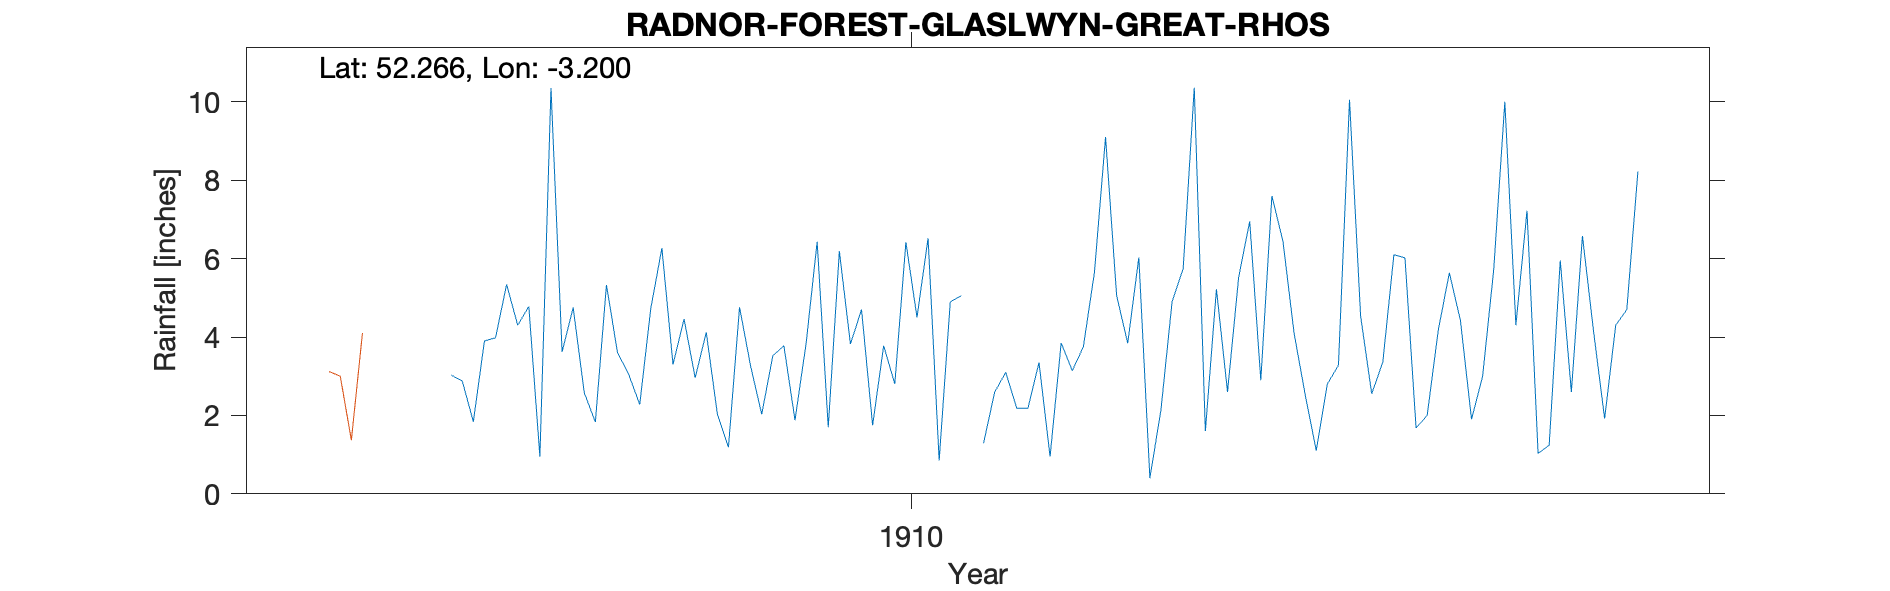 RADNOR-FOREST-GLASLWYN-GREAT-RHOS
Lat: 52.266, Lon: -3.200
10
8
6
4
2
0
Rainfall [inches]
1910
Year